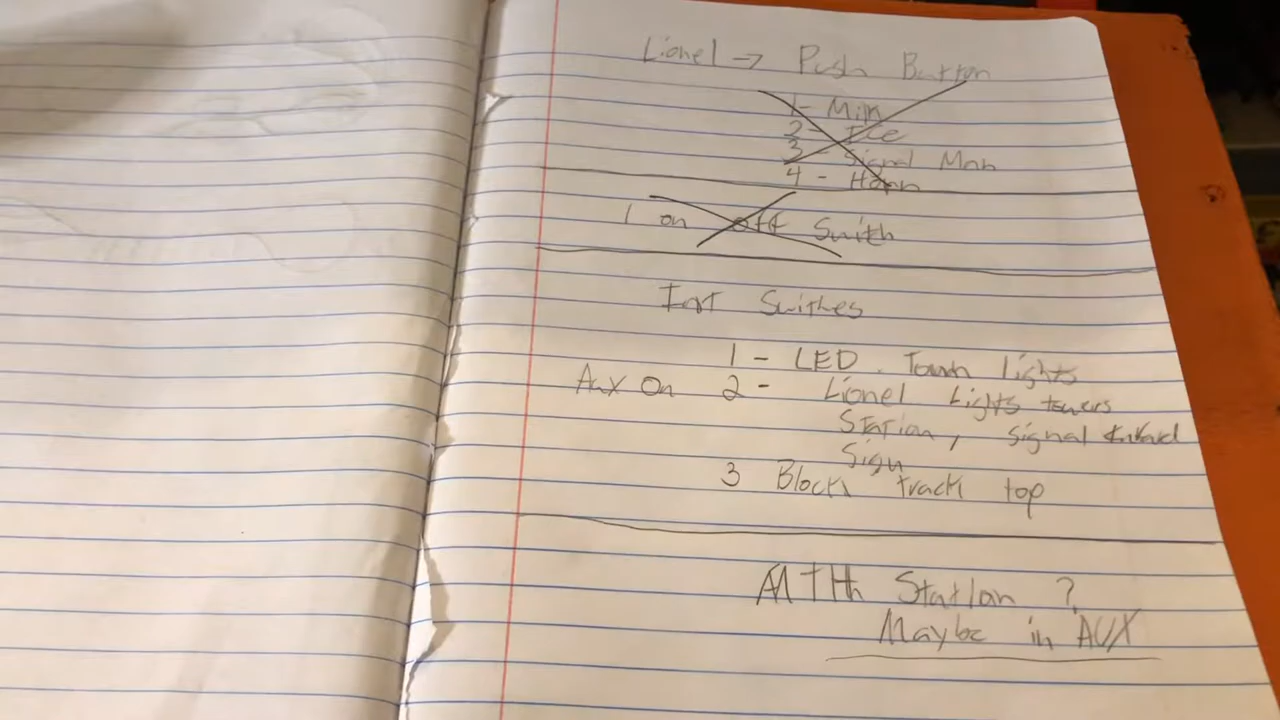 Lionel → Push Button
1 - Milk
2 - Ice
3 - Signal Man
4 - Horn
1 on off Swith
Swithes
1 - LED Town Lights
Aux On 2 - Lionel Lights towers
Station, Signal
Sign
3 Block track top
MTH Station ?
Maybe in AUX